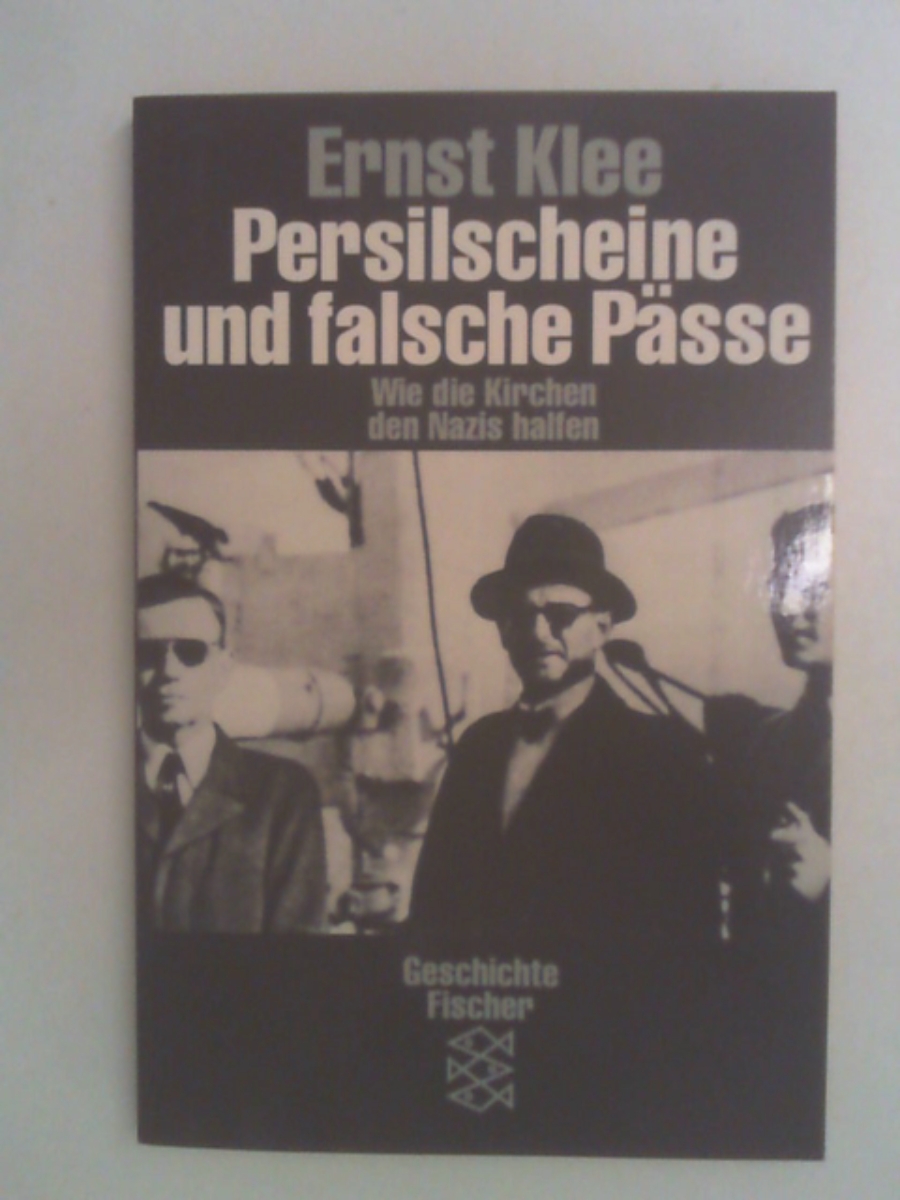 Ernst Klee
Persilscheine
und falsche Pässe
Wie die Kirchen
den Nazis halfen
Geschichte
Fischer